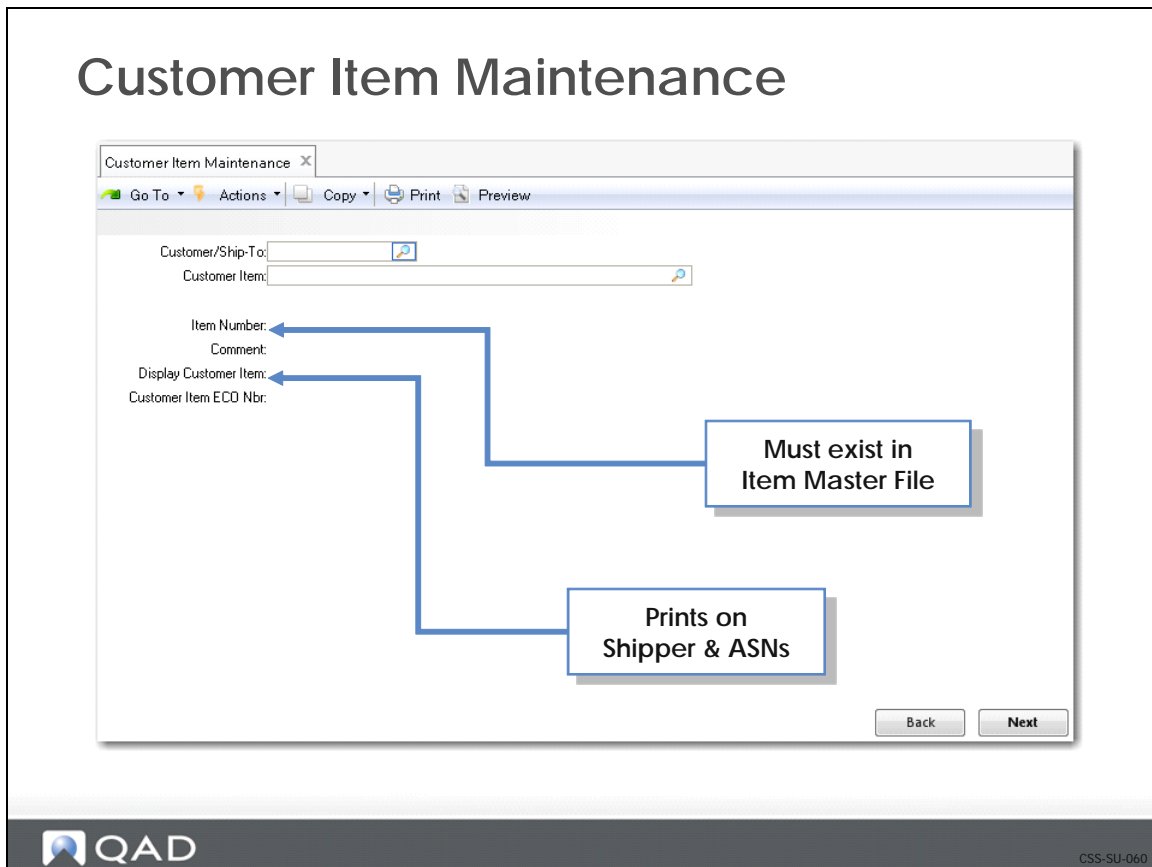 Customer Item Maintenance
Customer Item Maintenance
Go To Actions Copy Print Preview
Customer/Ship-To:
Customer Item:
Item Number:
Comment:
Display Customer Item:
Customer Item ECO Nbr:
Must exist in
Item Master File
Prints on
Shipper & ASNs
Back Next
QAD
CSS-SU-060